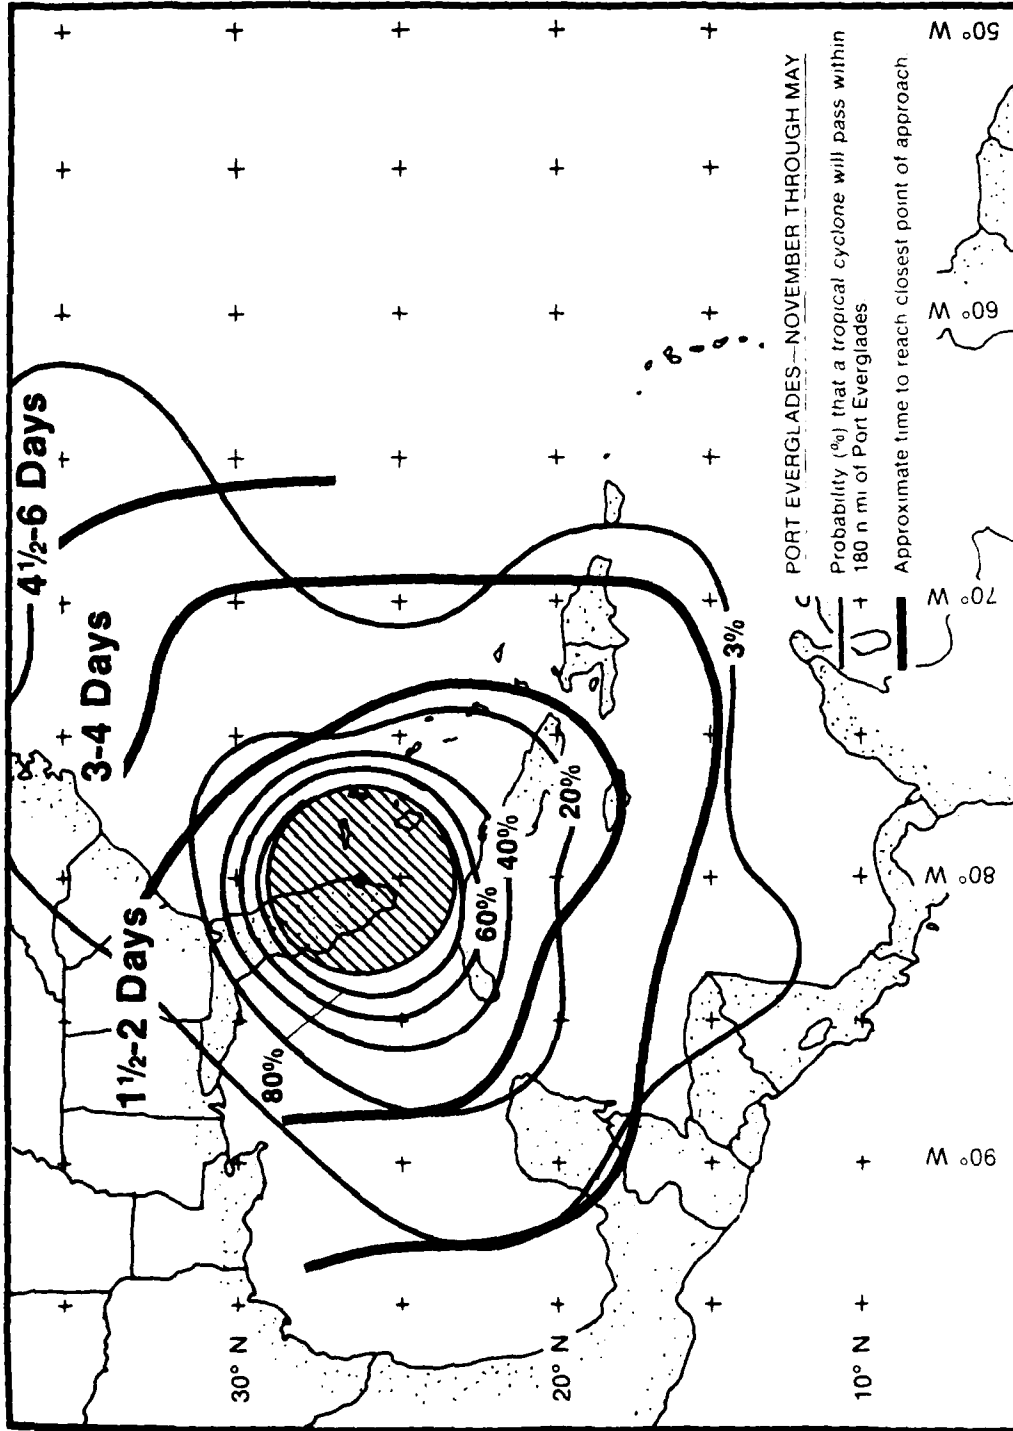 4½-6 Days
3-4 Days
1½-2 Days
80%
60%
40%
20%
3%
30° N
20° N
10° N
90° W
80° W
70° W
60° W
50° W
PORT EVERGLADES—NOVEMBER THROUGH MAY
Probability (%) that a tropical cyclone will pass within
180 n mi of Port Everglades
Approximate time to reach closest point of approach